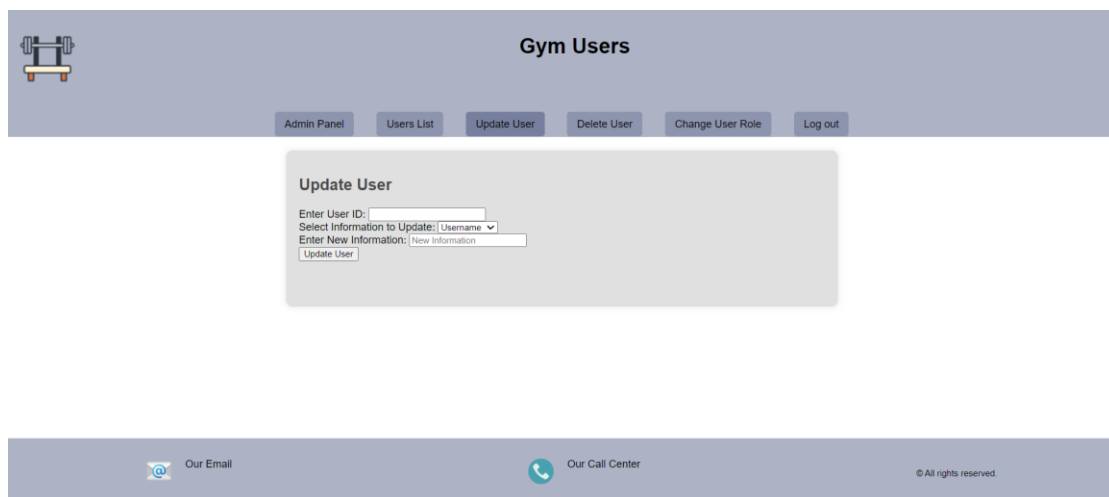 Gym Users
Admin Panel Users List Update User Delete User Change User Role Log out
Update User
Enter User ID:
Select Information to Update: Username
Enter New Information: New Information
Update User
Our Email Our Call Center © All rights reserved.